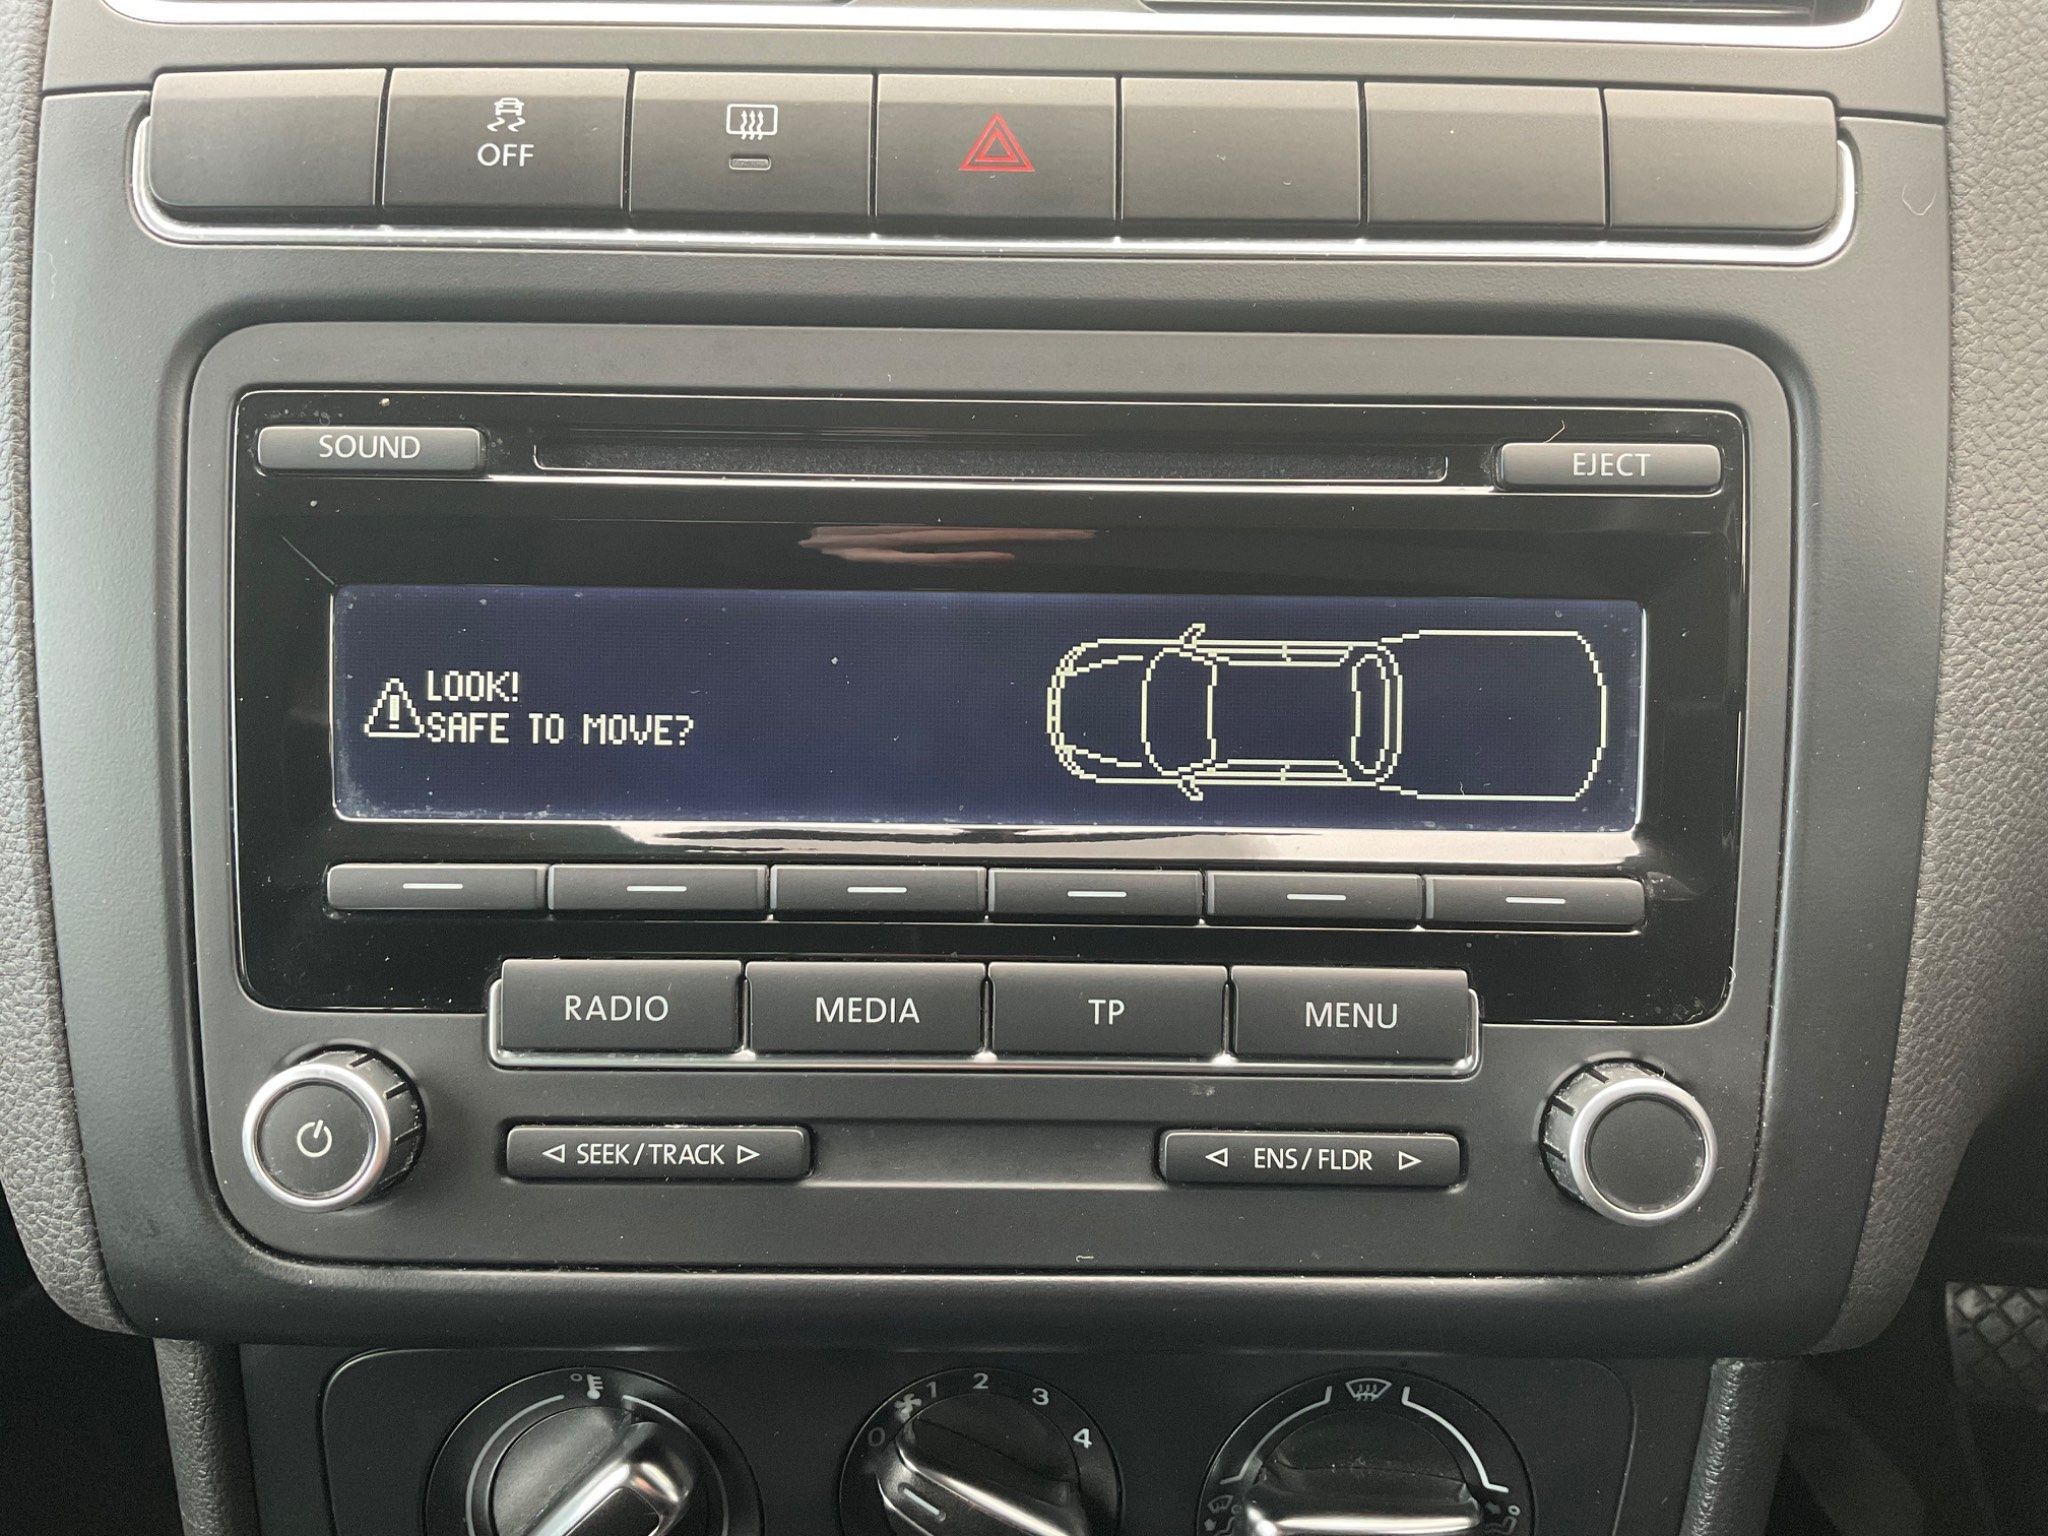 OFF
SOUND
EJECT
LOOK!
SAFE TO MOVE?
RADIO MEDIA TP MENU
SEEK/TRACK
ENS/FLDR
0 1 2 3 4